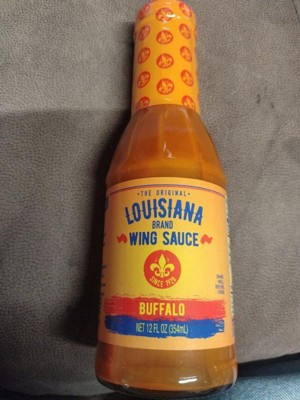 ·THE ORIGINAL·
LOUISIANA
BRAND
WING SAUCE
SINCE 1928
BUFFALO
NET 12 FL OZ (354mL)